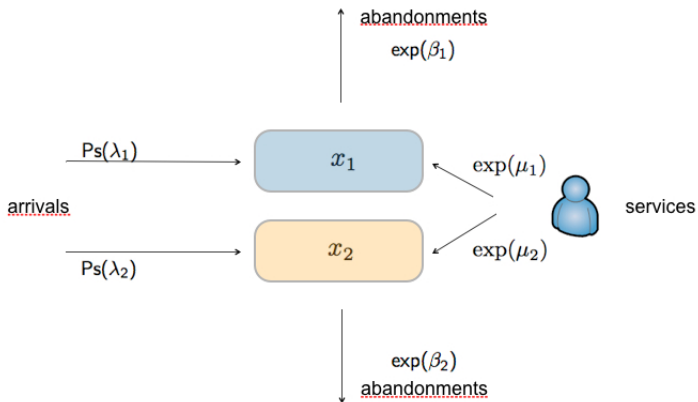 abandonments
exp(β₁)
Ps(λ₁)
x₁
exp(μ₁)
arrivals
services
x₂
exp(μ₂)
Ps(λ₂)
exp(β₂)
abandonments